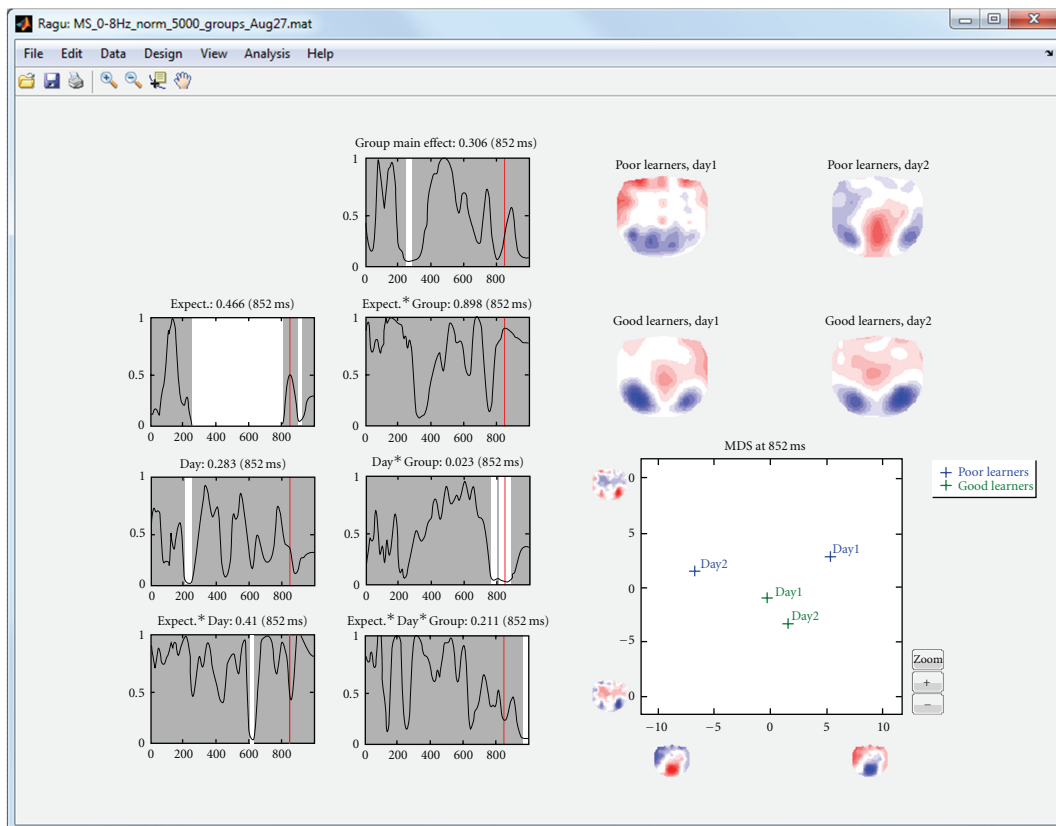 Ragu: MS_0-8Hz_norm_5000_groups_Aug27.mat
File Edit Data Design View Analysis Help
Group main effect: 0.306 (852 ms)
1
0.5
0
0 200 400 600 800
Poor learners, day1
Poor learners, day2
Expect.: 0.466 (852 ms)
1
0.5
0
0 200 400 600 800
Expect.* Group: 0.898 (852 ms)
1
0.5
0
0 200 400 600 800
Good learners, day1
Good learners, day2
Day: 0.283 (852 ms)
1
0.5
0
0 200 400 600 800
Day* Group: 0.023 (852 ms)
1
0.5
0
0 200 400 600 800
Expect.* Day: 0.41 (852 ms)
1
0.5
0
0 200 400 600 800
Expect.* Day* Group: 0.211 (852 ms)
1
0.5
0
0 200 400 600 800
MDS at 852 ms
0
5
0
−5
0
−10 −5 0 5 10
Day1
Day2
Day1
Day2
Poor learners
Good learners
Zoom
+
−